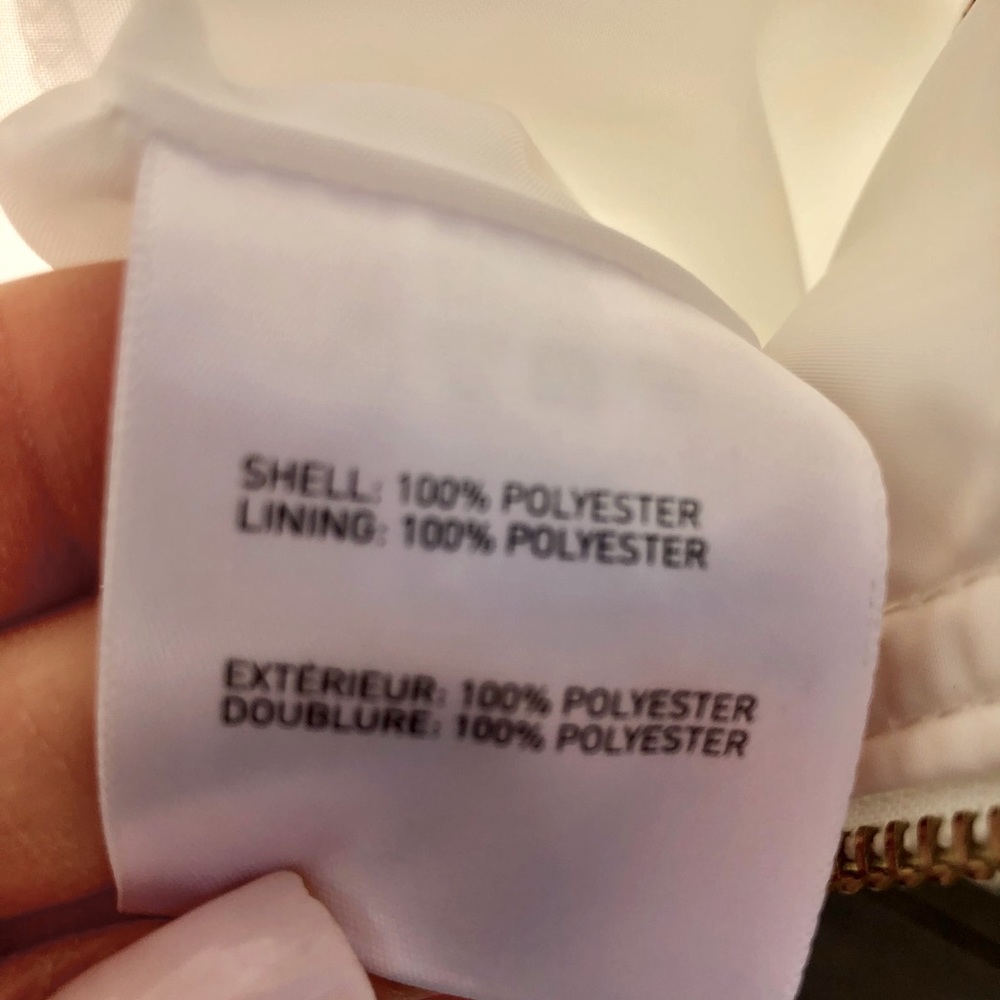 SHELL: 100% POLYESTER
LINING: 100% POLYESTER
EXTÉRIEUR: 100% POLYESTER
DOUBLURE: 100% POLYESTER